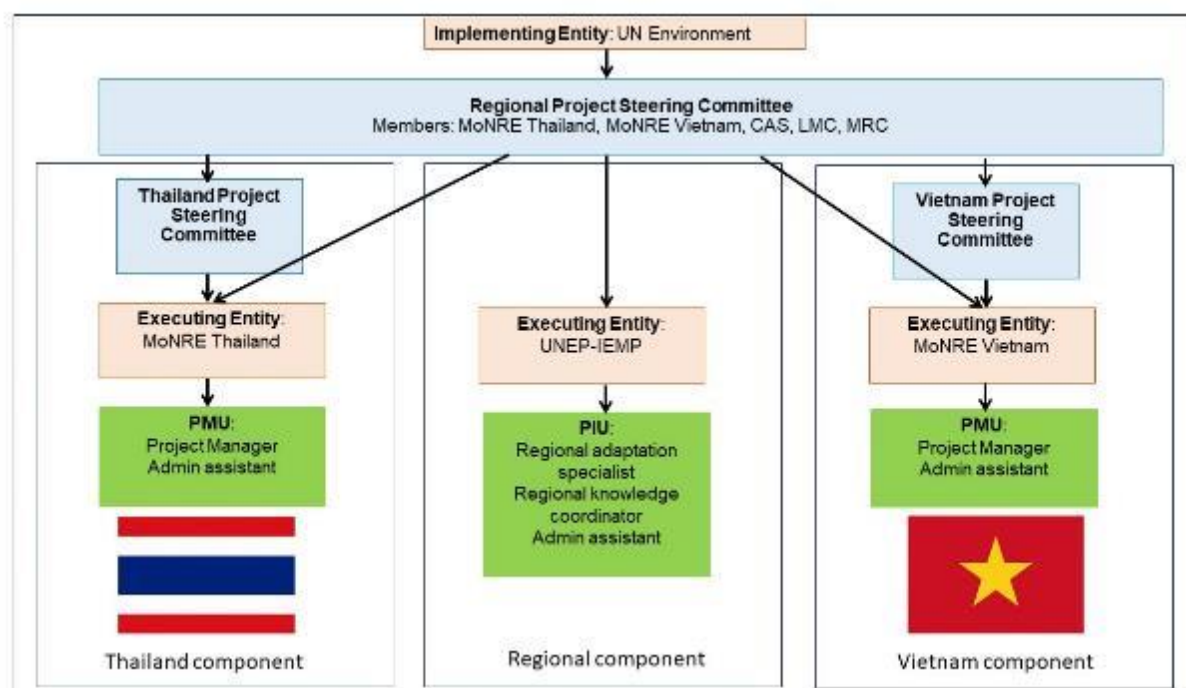 Implementing Entity: UN Environment
Regional Project Steering Committee
Members: MoNRE Thailand, MoNRE Vietnam, CAS, LMC, MRC
Thailand Project
Steering
Committee
Executing Entity:
MoNRE Thailand
PMU:
Project Manager
Admin assistant
Thailand component
Executing Entity:
UNEP-IEMP
PIU:
Regional adaptation
specialist
Regional knowledge
coordinator
Admin assistant
Regional component
Vietnam Project
Steering
Committee
Executing Entity:
MoNRE Vietnam
PMU:
Project Manager
Admin assistant
Vietnam component